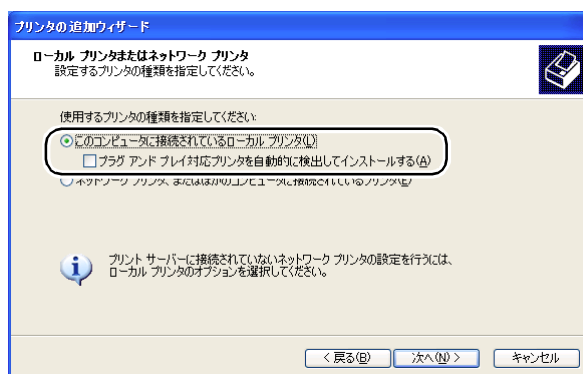 プリンタの追加ウィザード
ローカル プリンタまたはネットワーク プリンタ
設定するプリンタの種類を指定してください。
使用するプリンタの種類を指定してください:
このコンピュータに接続されているローカル プリンタ(L)
プラグ アンド プレイ対応プリンタを自動的に検出してインストールする(A)
ネットワーク プリンタ、またはほかのコンピュータに接続されているプリンタ(E)
プリント サーバーに接続されていないネットワーク プリンタの設定を行うには、
ローカル プリンタのオプションを選択してください。
< 戻る(B)
次へ(N) >
キャンセル